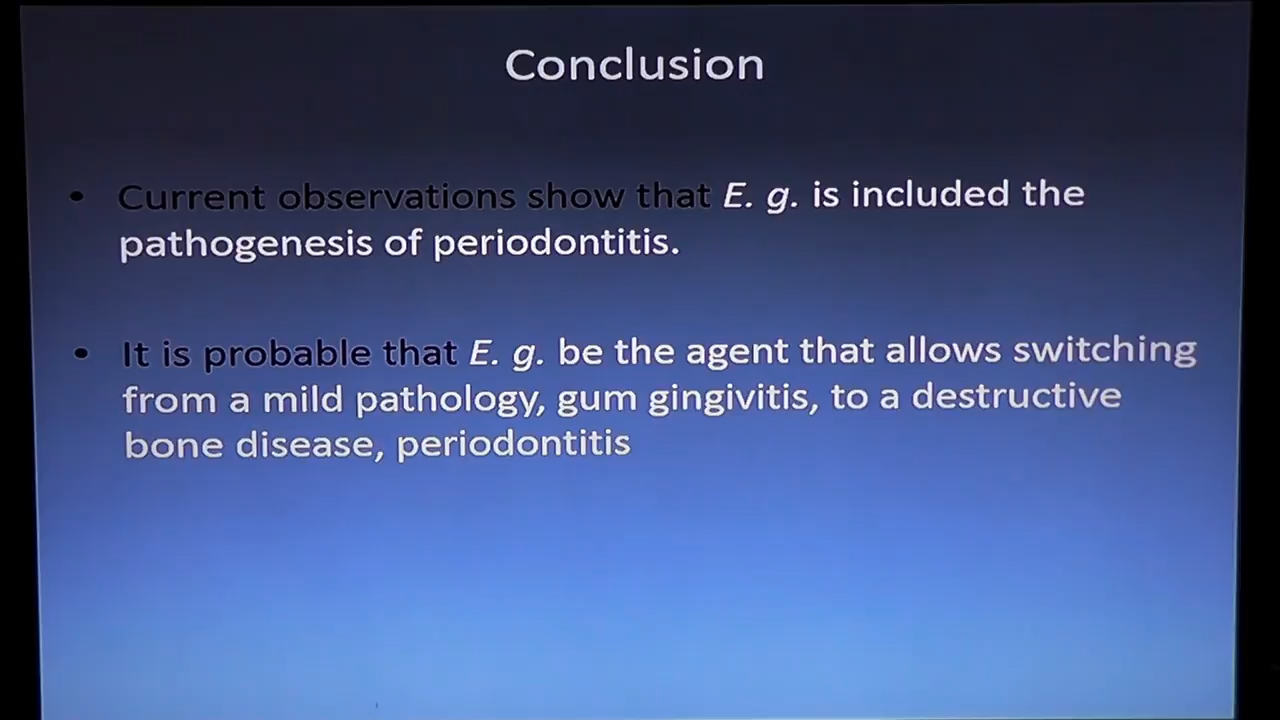 Conclusion
• Current observations show that E. g. is included the
pathogenesis of periodontitis.
• It is probable that E. g. be the agent that allows switching
from a mild pathology, gum gingivitis, to a destructive
bone disease, periodontitis